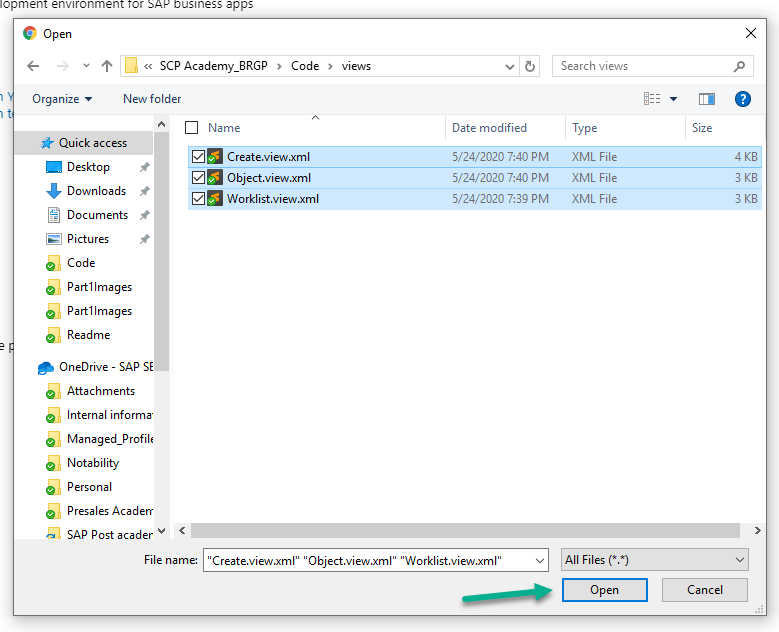 lopment environment for SAP business apps
Open
« SCP Academy_BRGP > Code > views
Search views
Organize
New folder
?
Name
Date modified
Type
Size
Create.view.xml 5/24/2020 7:40 PM XML File 4 KB
Object.view.xml 5/24/2020 7:40 PM XML File 3 KB
Worklist.view.xml 5/24/2020 7:39 PM XML File 3 KB
Quick access
Desktop
Downloads
Documents
Pictures
Code
Part1Images
Part1Images
Readme
OneDrive - SAP SE
Attachments
Internal informat
Managed_Profile
Notability
Personal
Presales Academ
SAP Post academ
n Y
n te
e p
File name: "Create.view.xml" "Object.view.xml" "Worklist.view.xml"
All Files (*.*)
Open
Cancel